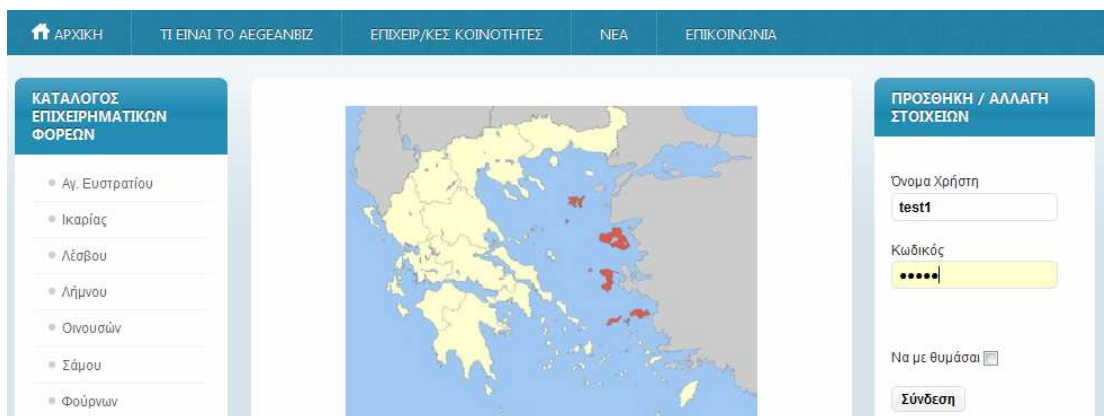 ΑΡΧΙΚΗ ΤΙ ΕΙΝΑΙ ΤΟ AEGEANBIZ ΕΠΙΧΕΙΡ/ΚΕΣ ΚΟΙΝΟΤΗΤΕΣ ΝΕΑ ΕΠΙΚΟΙΝΩΝΙΑ
ΚΑΤΑΛΟΓΟΣ
ΕΠΙΧΕΙΡΗΜΑΤΙΚΩΝ
ΦΟΡΕΩΝ
Αγ. Ευστρατίου
Ικαρίας
Λέσβου
Λήμνου
Οινουσών
Σάμου
Φούρνων
ΠΡΟΣΘΗΚΗ / ΑΛΛΑΓΗ
ΣΤΟΙΧΕΙΩΝ
Όνομα Χρήστη
test1
Κωδικός
•••••
Να με θυμάσαι
Σύνδεση